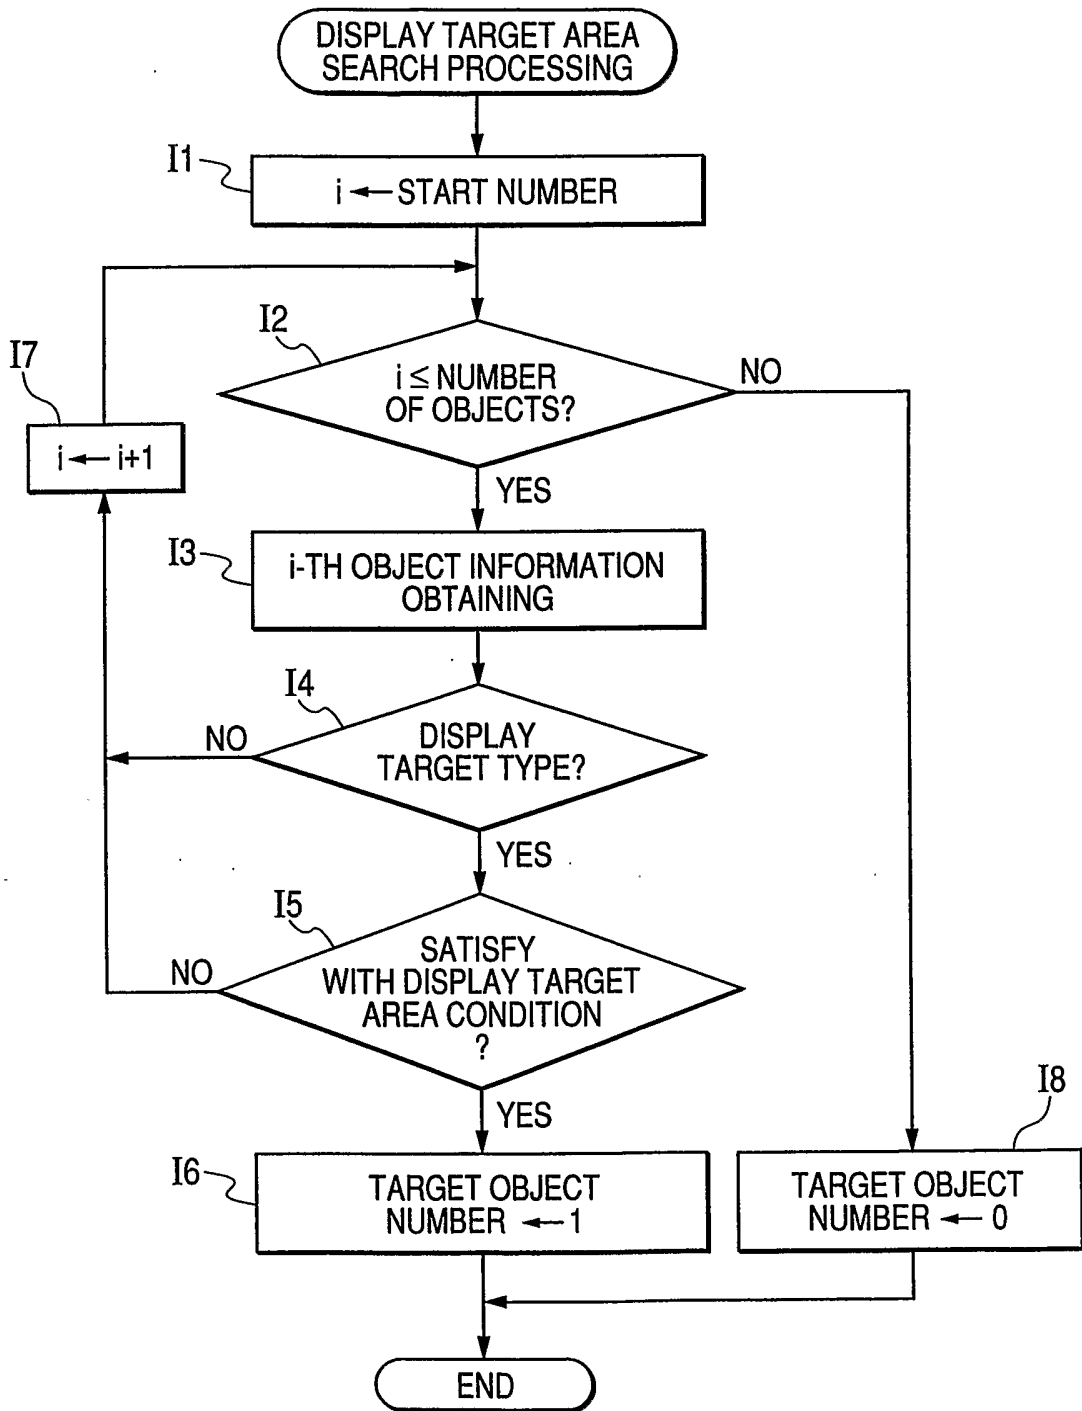 DISPLAY TARGET AREA
SEARCH PROCESSING
I1
i ← START NUMBER
I2
i ≤ NUMBER
OF OBJECTS?
NO
I7
i ← i+1
YES
I3
i-TH OBJECT INFORMATION
OBTAINING
I4
DISPLAY
TARGET TYPE?
NO
YES
I5
SATISFY
WITH DISPLAY TARGET
AREA CONDITION
?
NO
YES
I6
TARGET OBJECT
NUMBER ← 1
I8
TARGET OBJECT
NUMBER ← 0
END